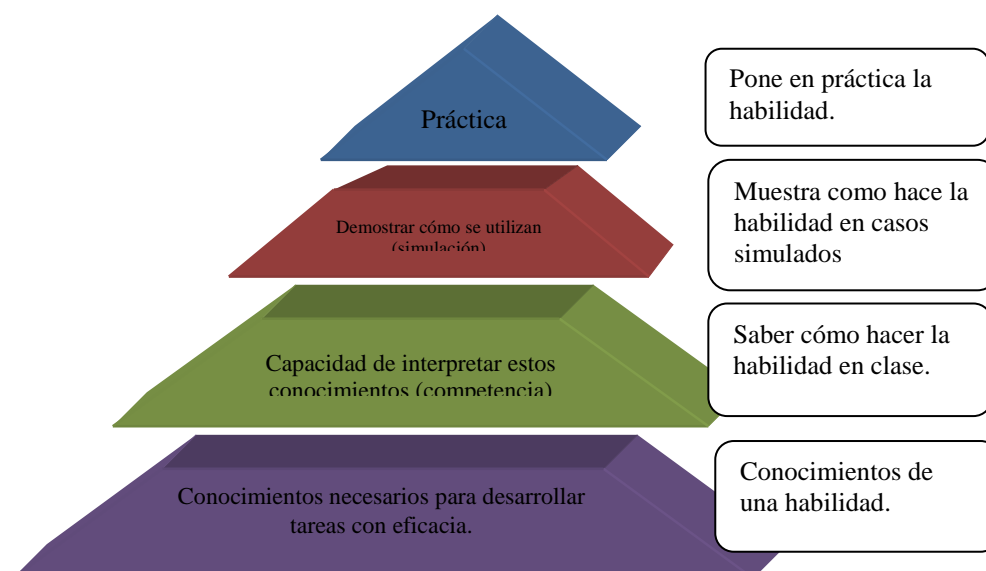 Práctica
Pone en práctica la
habilidad.
Demostrar cómo se utilizan
(simulación)
Muestra como hace la
habilidad en casos
simulados
Capacidad de interpretar estos
conocimientos (competencia)
Saber cómo hacer la
habilidad en clase.
Conocimientos necesarios para desarrollar
tareas con eficacia.
Conocimientos de
una habilidad.